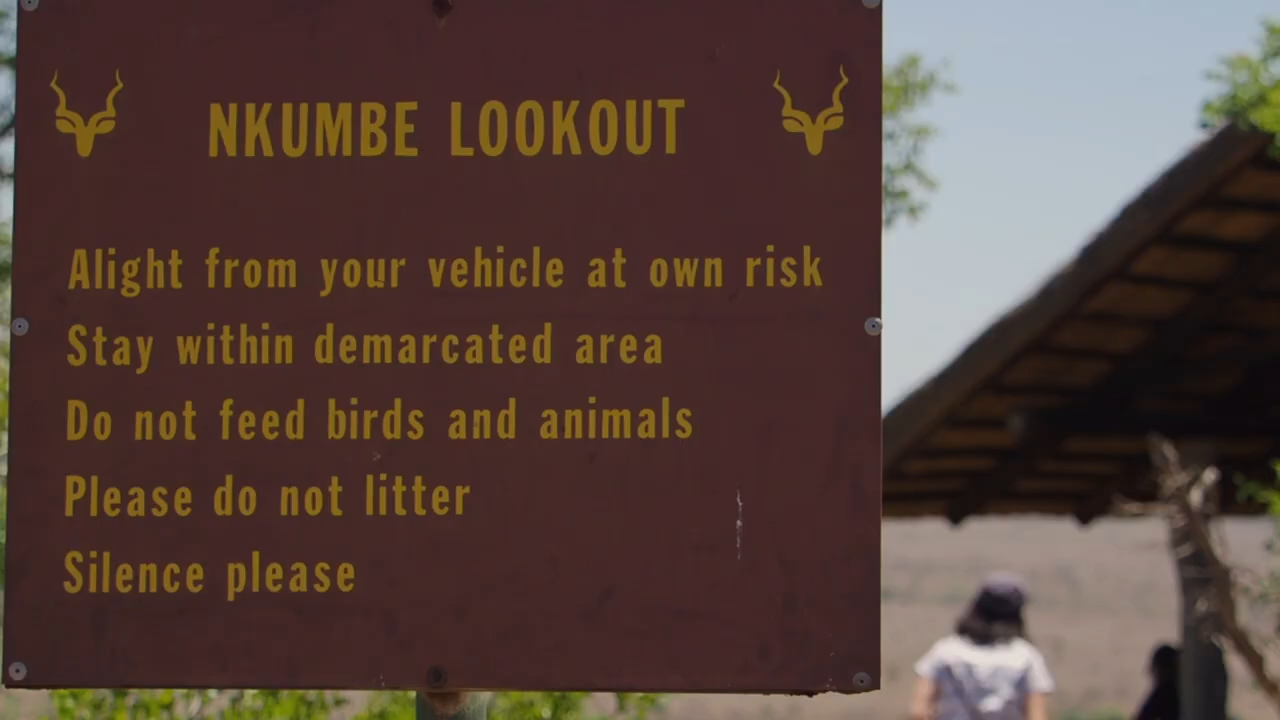 NKUMBE LOOKOUT
Alight from your vehicle at own risk
Stay within demarcated area
Do not feed birds and animals
Please do not litter
Silence please